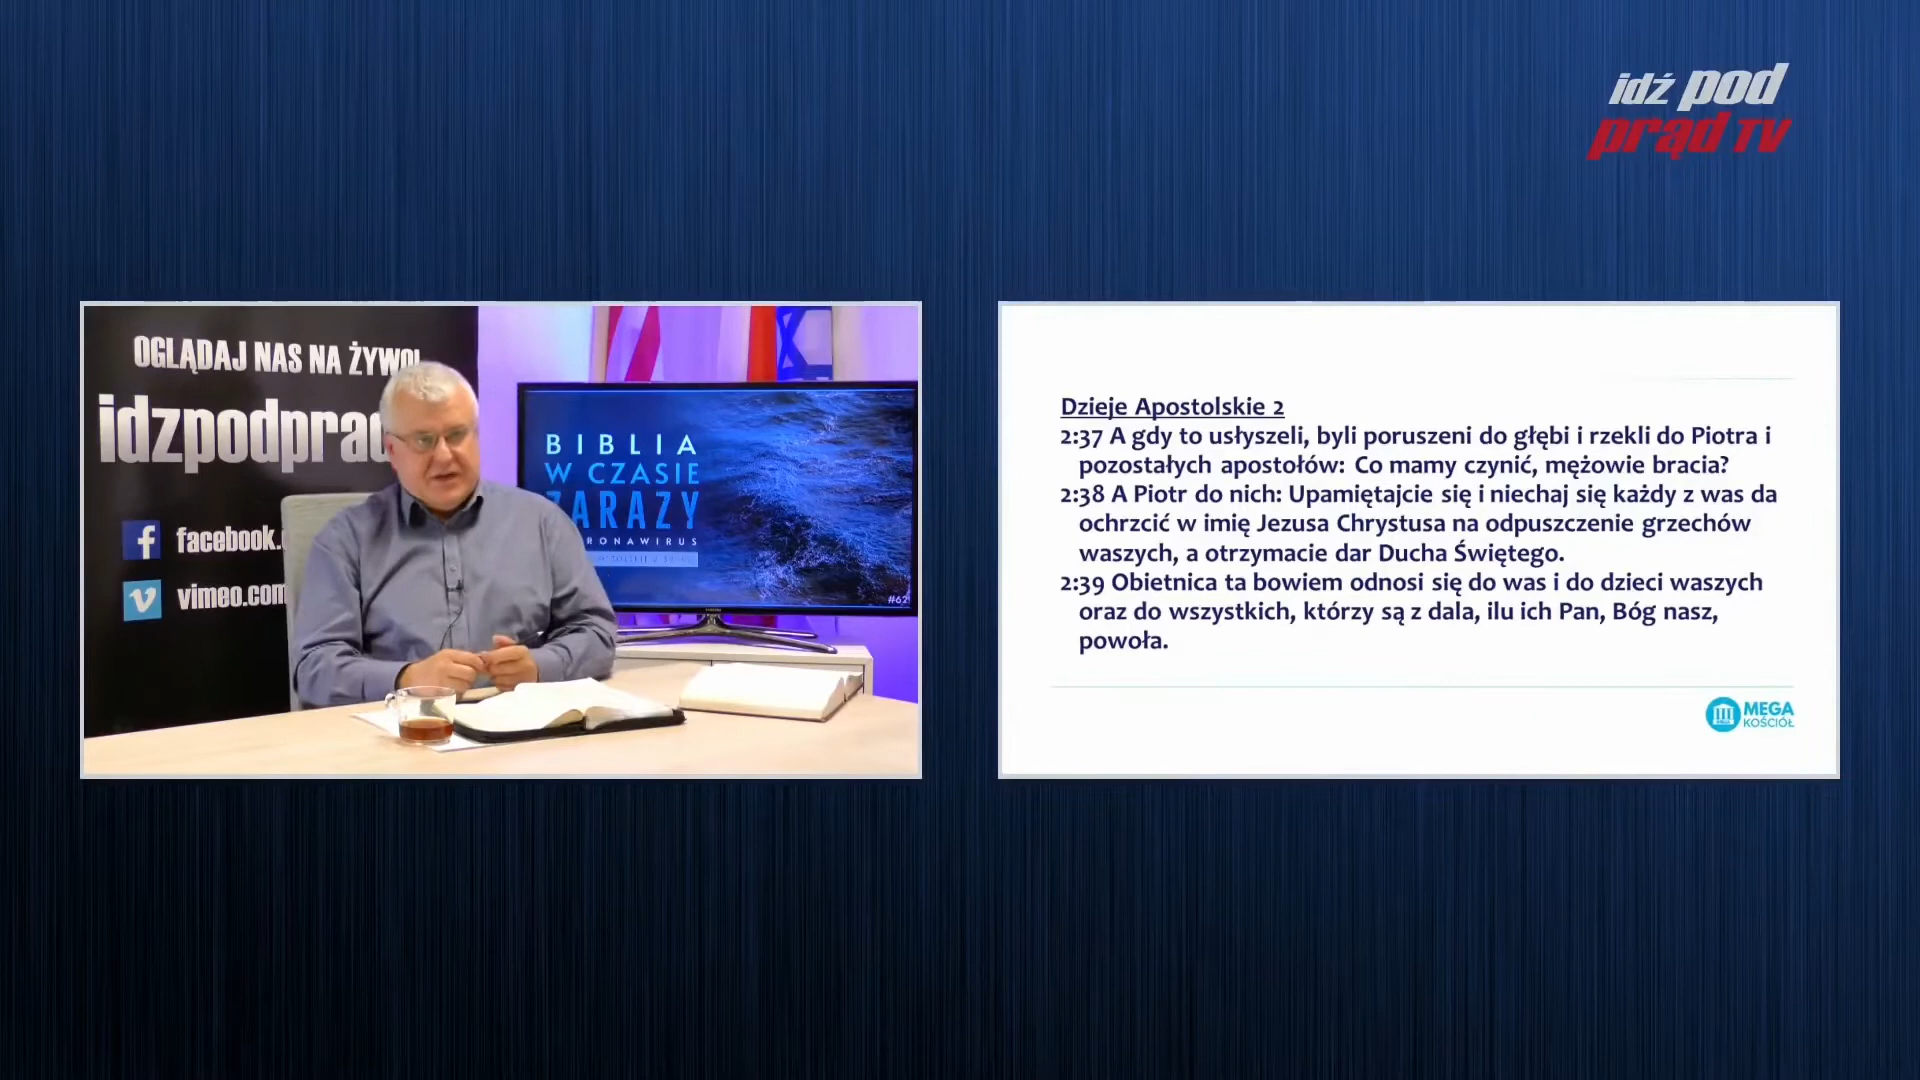 idź pod
prąd TV
OGLĄDAJ NAS NA ŻYWO!
idzpodprad
facebook.
vimeo.com
BIBLIA
W CZASIE
ZARAZY
#62
Dzieje Apostolskie 2
2:37 A gdy to usłyszeli, byli poruszeni do głębi i rzekli do Piotra i
pozostałych apostołów: Co mamy czynić, mężowie bracia?
2:38 A Piotr do nich: Upamiętajcie się i niechaj się każdy z was da
ochrzcić w imię Jezusa Chrystusa na odpuszczenie grzechów
waszych, a otrzymacie dar Ducha Świętego.
2:39 Obietnica ta bowiem odnosi się do was i do dzieci waszych
oraz do wszystkich, którzy są z dala, ilu ich Pan, Bóg nasz,
powoła.
MEGA
KOŚCIÓŁ